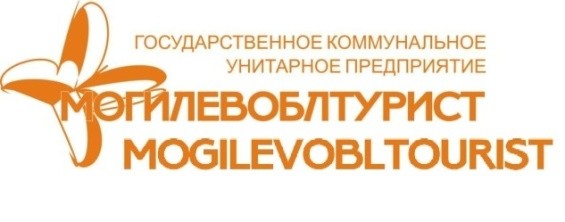 ГОСУДАРСТВЕННОЕ КОММУНАЛЬНОЕ
УНИТАРНОЕ ПРЕДПРИЯТИЕ
МОГИЛЕВОБЛТУРИСТ
MOGILEVOBLTOURIST